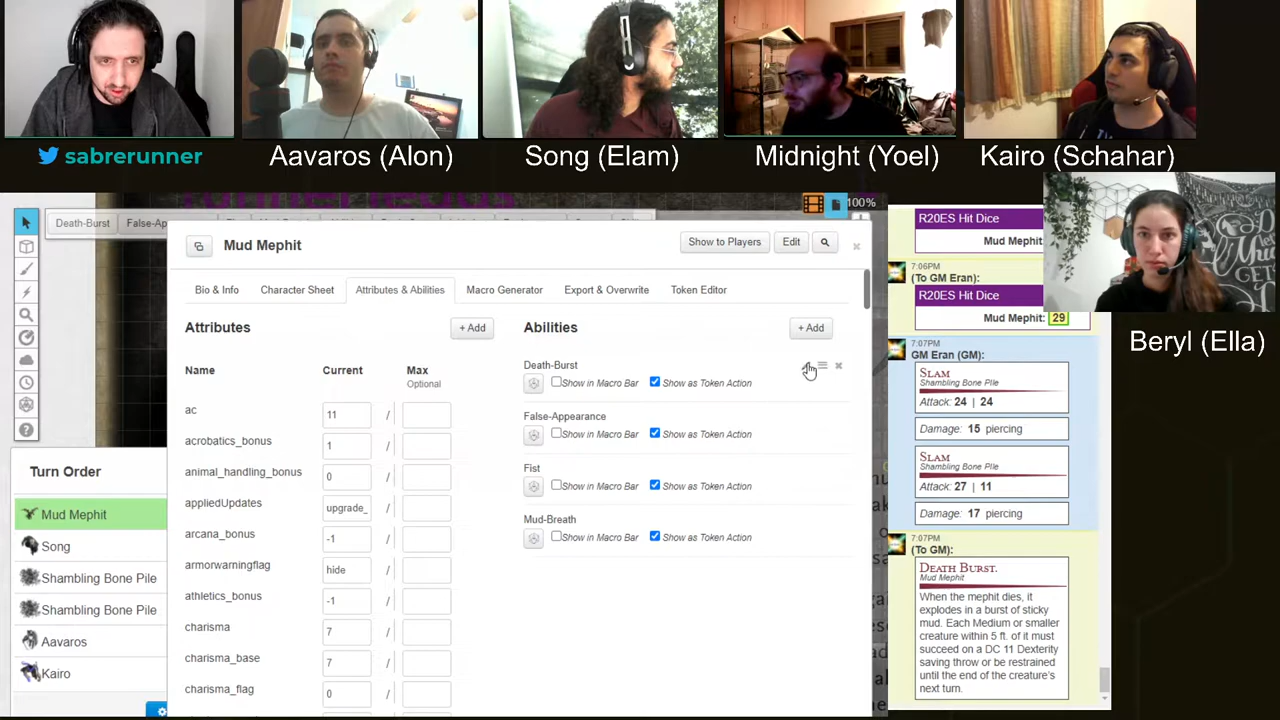 sabrerunner
Aavaros (Alon)
Song (Elam)
Midnight (Yoel)
Kairo (Schahar)
Beryl (Ella)
100%
Death-Burst
False-Ap
Mud Mephit
Show to Players
Edit
Bio & Info
Character Sheet
Attributes & Abilities
Macro Generator
Export & Overwrite
Token Editor
Attributes
+ Add
Name
Current
Max
Optional
ac
11
/
acrobatics_bonus
1
/
animal_handling_bonus
0
/
appliedUpdates
upgrade_
/
arcana_bonus
-1
/
armorwarningflag
hide
/
athletics_bonus
-1
/
charisma
7
/
charisma_base
7
/
charisma_flag
0
/
Abilities
+ Add
Death-Burst
Show in Macro Bar
Show as Token Action
False-Appearance
Show in Macro Bar
Show as Token Action
Fist
Show in Macro Bar
Show as Token Action
Mud-Breath
Show in Macro Bar
Show as Token Action
Turn Order
Mud Mephit
Song
Shambling Bone Pile
Shambling Bone Pile
Aavaros
Kairo
R20ES Hit Dice
Mud Mephit:
7:06PM
(To GM Eran):
R20ES Hit Dice
Mud Mephit: 29
7:07PM
GM Eran (GM):
SLAM
Shambling Bone Pile
Attack: 24 | 24
Damage: 15 piercing
SLAM
Shambling Bone Pile
Attack: 27 | 11
Damage: 17 piercing
7:07PM
(To GM):
DEATH BURST.
Mud Mephit
When the mephit dies, it
explodes in a burst of sticky
mud. Each Medium or smaller
creature within 5 ft. of it must
succeed on a DC 11 Dexterity
saving throw or be restrained
until the end of the creature's
next turn.